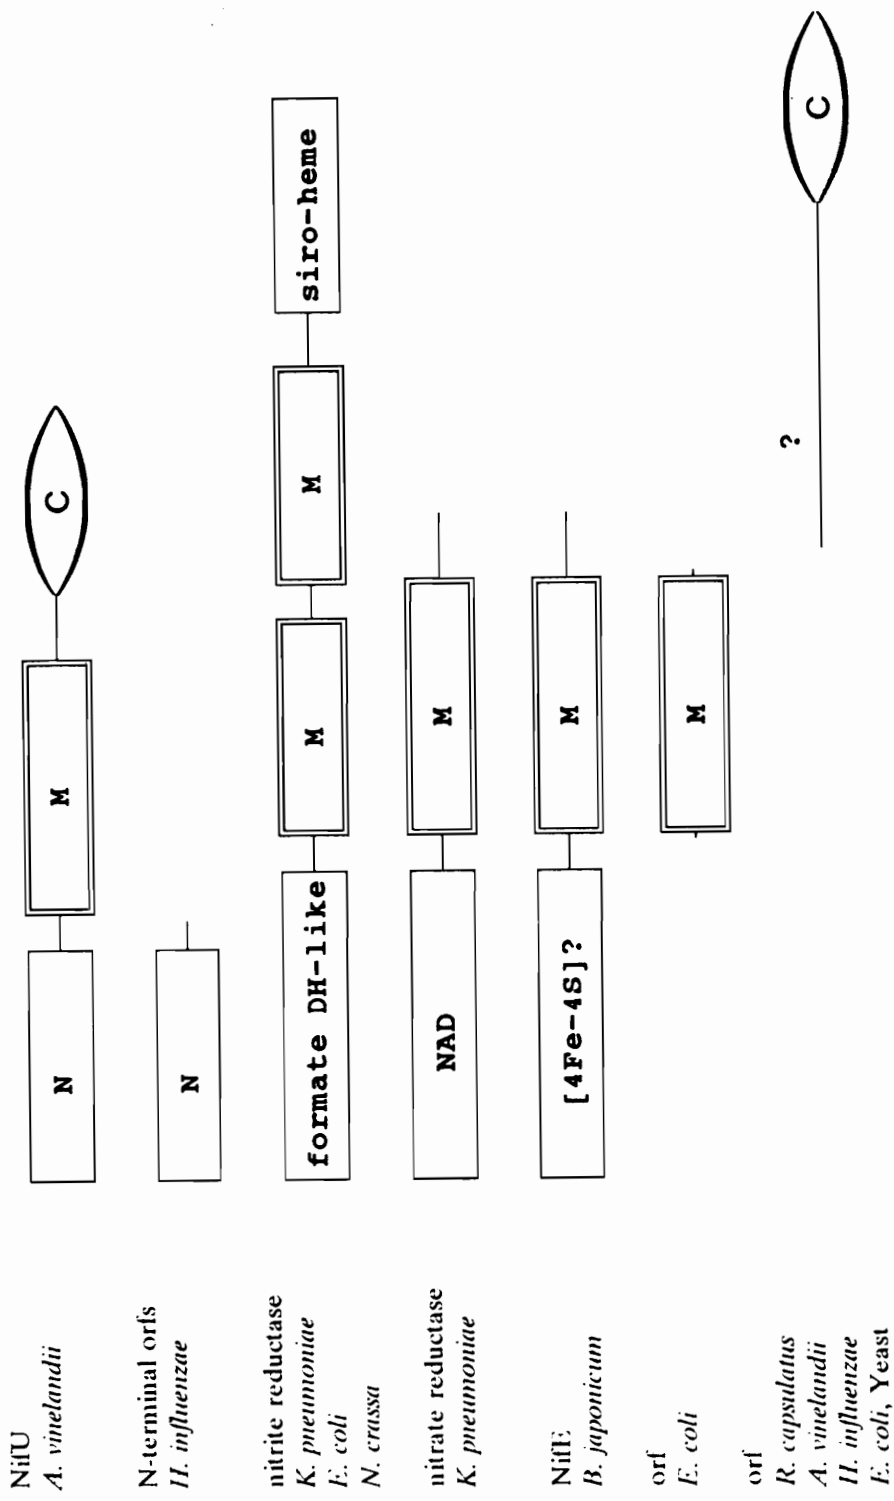 NifU
A. vinelandii
N
M
C
N-terminal orfs
H. influenzae
N
nitrite reductase
K. pneumoniae
E. coli
N. crassa
formate DH-like
M
M
siro-heme
nitrate reductase
K. pneumoniae
NAD
M
NifE
B. japonicum
[4Fe-4S]?
M
orf
E. coli
M
orf
R. capsulatus
A. vinelandii
H. influenzae
E. coli, Yeast
?
C